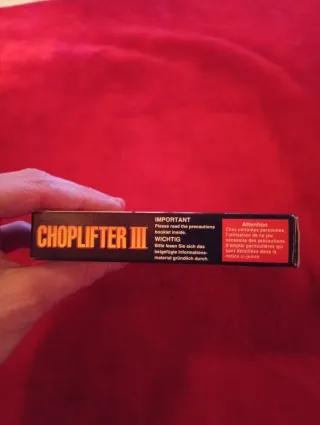 CHOPLIFTER III
IMPORTANT
Please read the precautions
booklet inside.
WICHTIG
Bitte lesen Sie sich das
beigefügte Informations-
material gründlich durch.
Attention
Chez certaines personnes,
l'utilisation de ce jeu
nécessite des précautions
d'emploi particulières qui
sont détaillées dans la
notice ci-jointe.